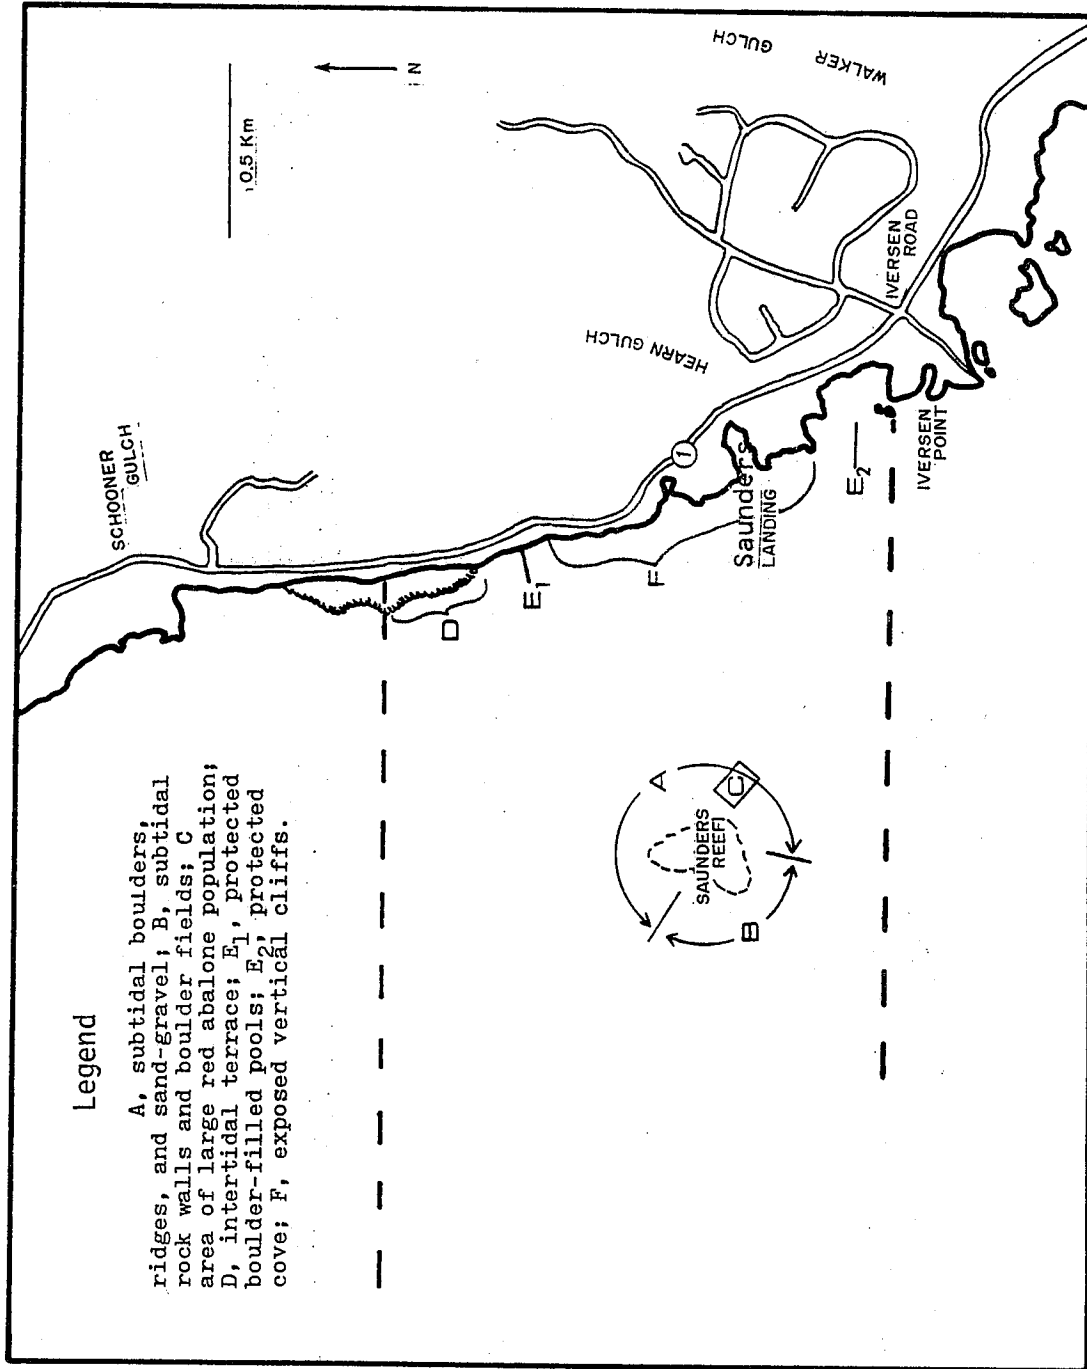 Legend
A, subtidal boulders,
ridges, and sand-gravel; B, subtidal
rock walls and boulder fields; C
area of large red abalone population;
D, intertidal terrace; E1, protected
boulder-filled pools; E2, protected
cove; F, exposed vertical cliffs.
SCHOONER
GULCH
0.5 Km
N
WALKER
GULCH
HEARN GULCH
1
IVERSEN
ROAD
Saunders
LANDING
IVERSEN
POINT
D
E1
F
E2
A
B
C
SAUNDERS
REEF